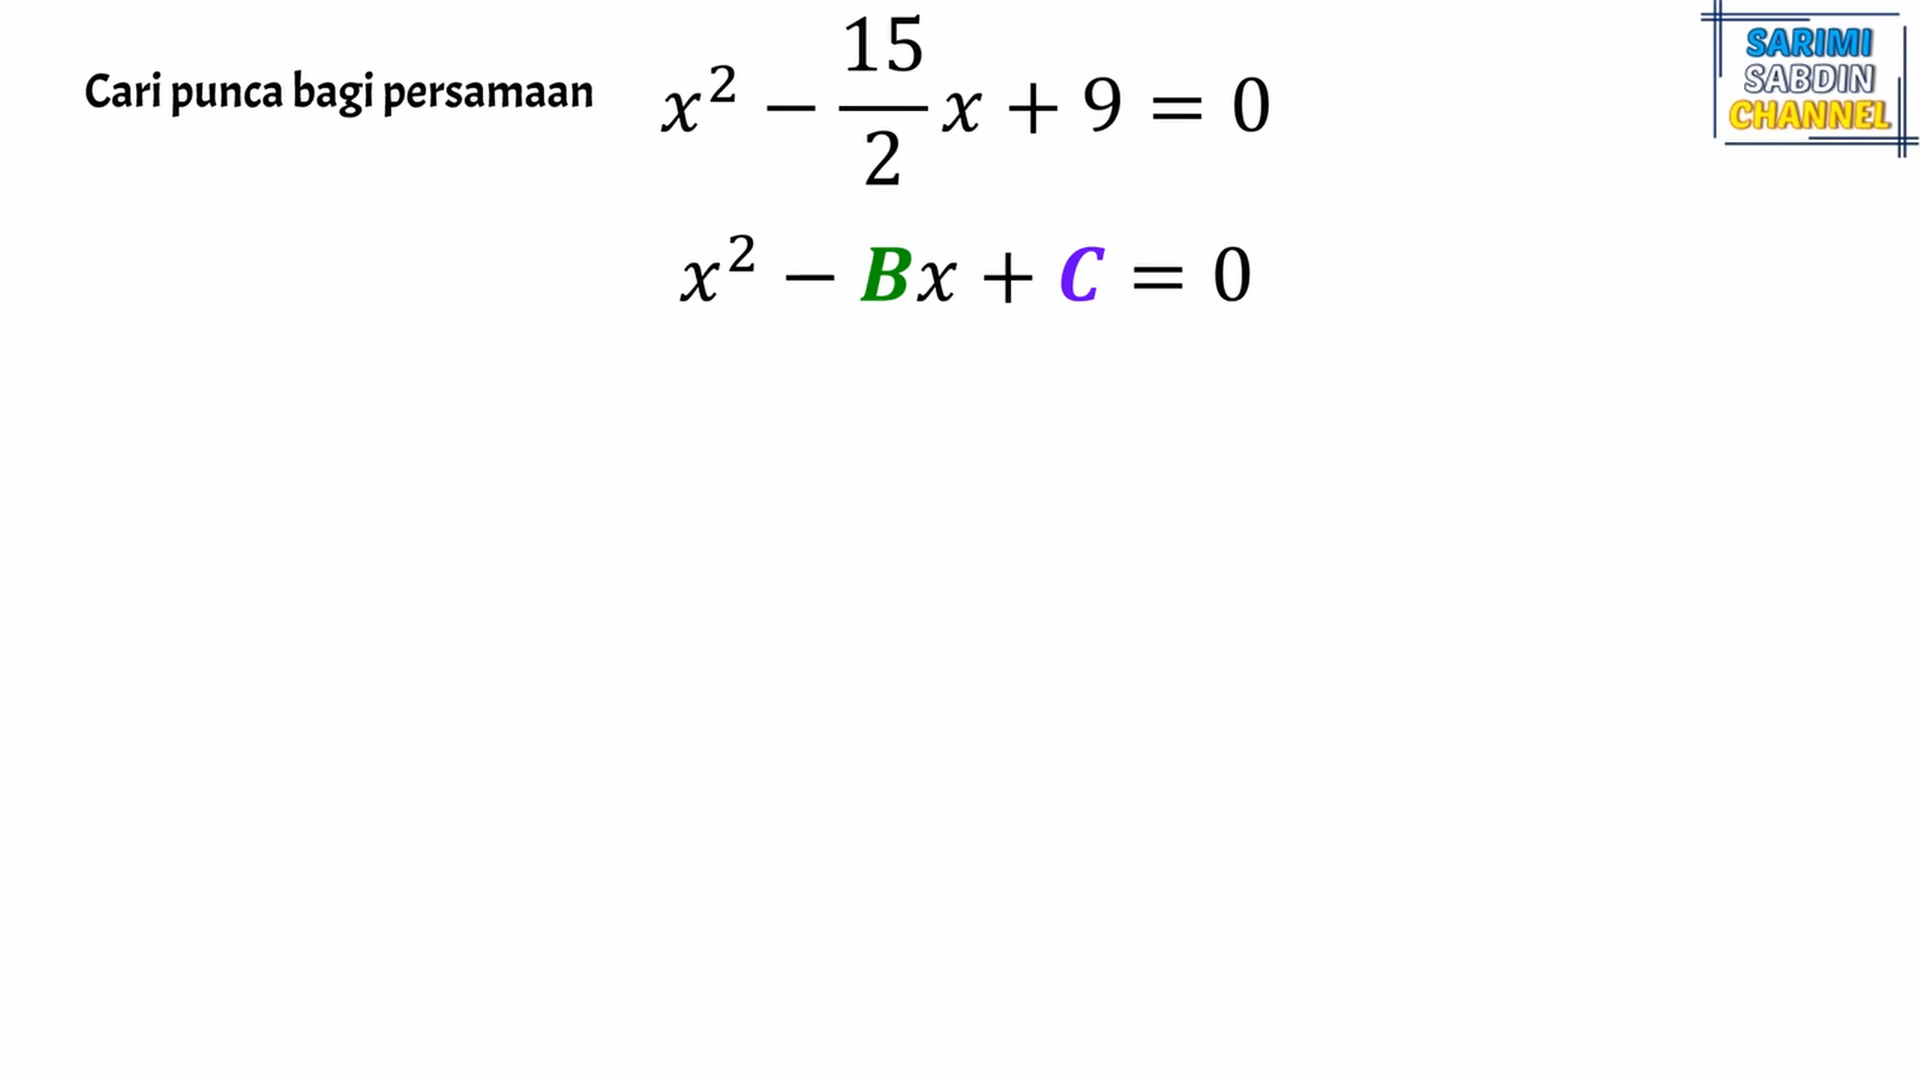 Cari punca bagi persamaan x² − 15/2 x + 9 = 0
x² − Bx + C = 0
SARIMI
SABDIN
CHANNEL